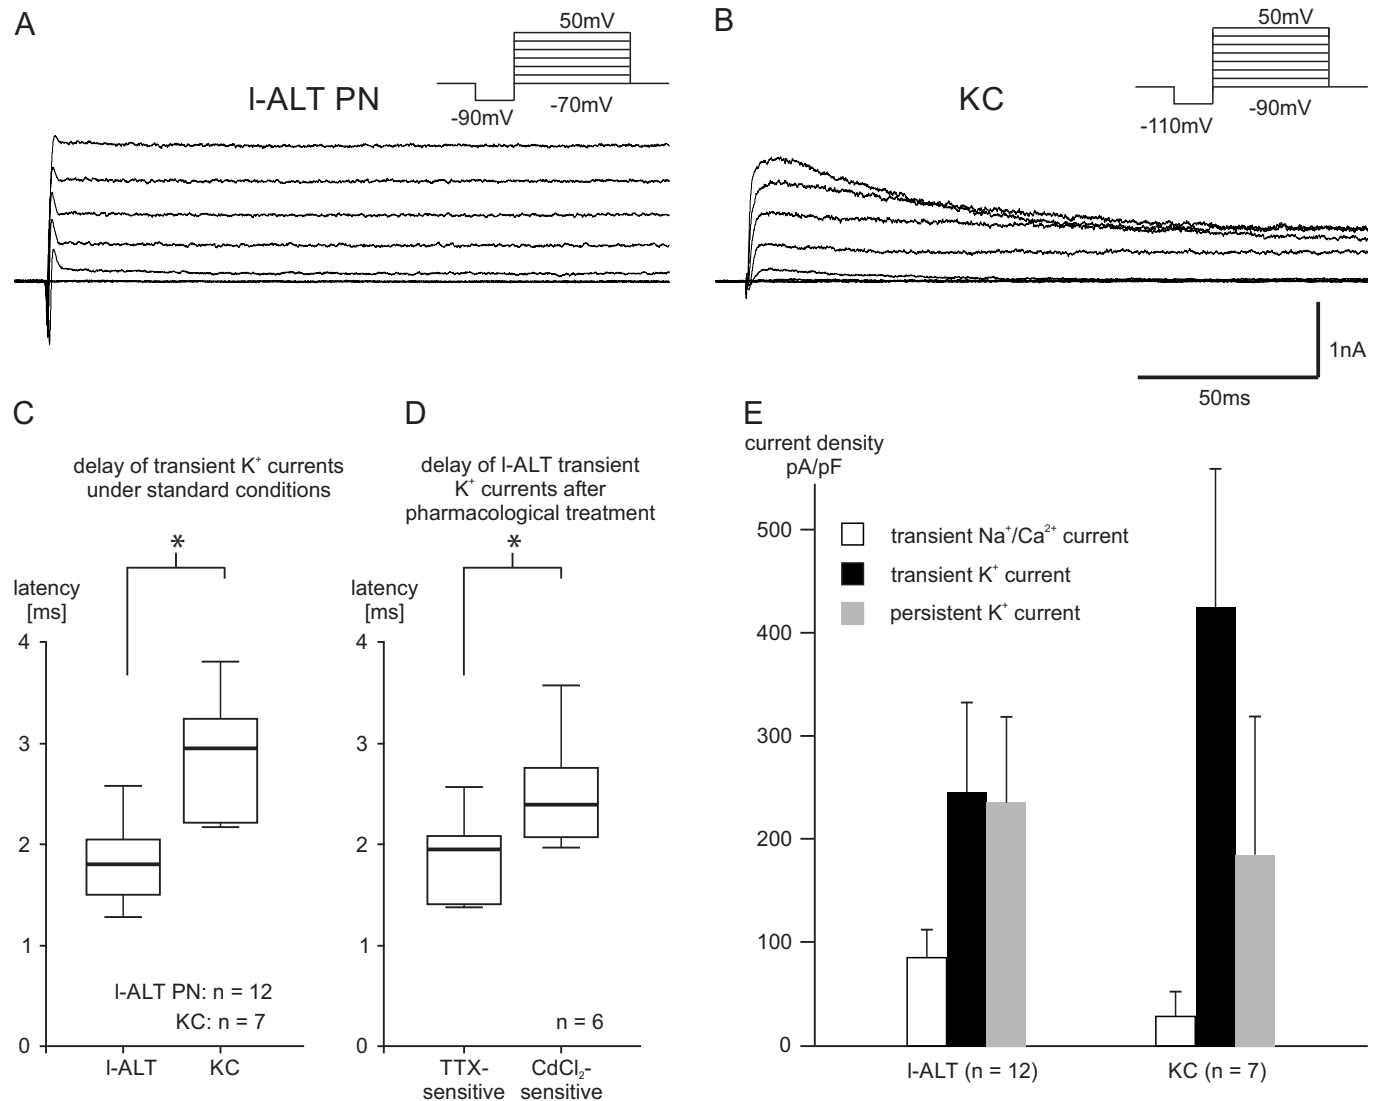 A
50mV
l-ALT PN
-90mV
-70mV
B
50mV
KC
-110mV
-90mV
1nA
50ms
C
delay of transient K⁺ currents
under standard conditions
*
latency
[ms]
4
3
2
1
0
l-ALT PN: n = 12
KC: n = 7
l-ALT KC
D
delay of l-ALT transient
K⁺ currents after
pharmacological treatment
*
latency
[ms]
4
3
2
1
0
n = 6
TTX-
sensitive
CdCl₂-
sensitive
E
current density
pA/pF
500
400
300
200
100
0
transient Na⁺/Ca²⁺ current
transient K⁺ current
persistent K⁺ current
l-ALT (n = 12)
KC (n = 7)